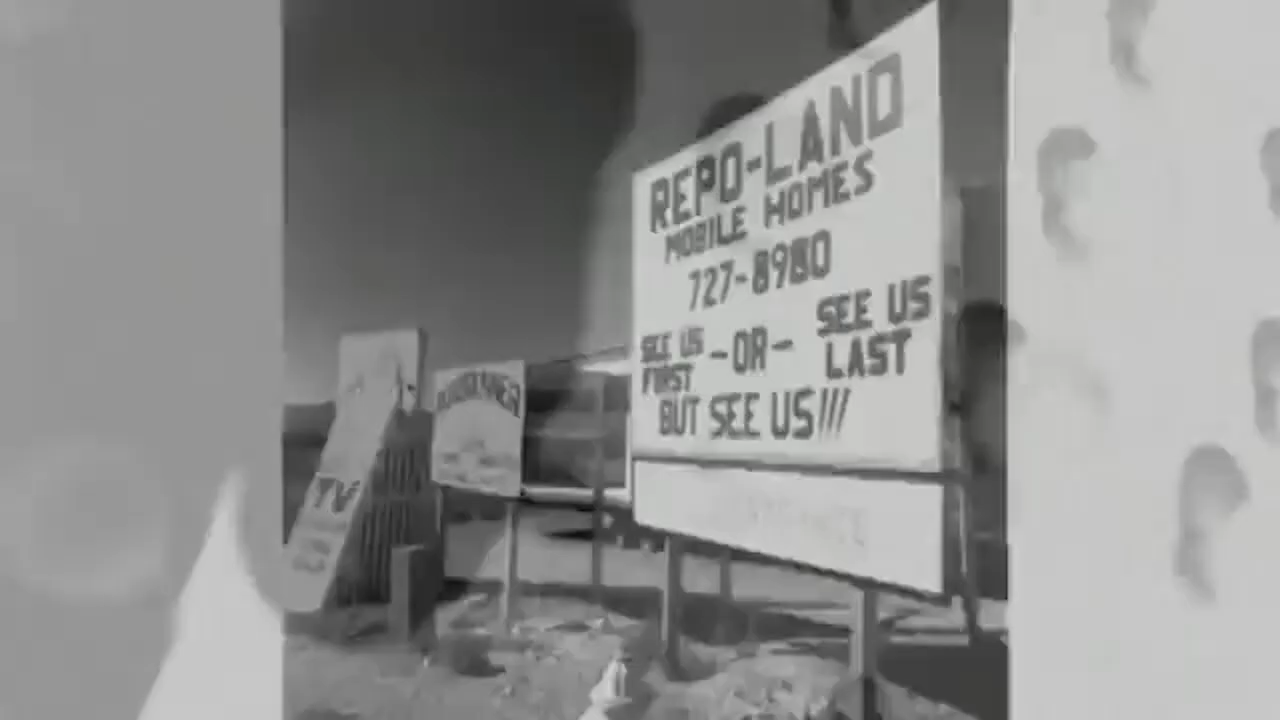 REPO-LAND
MOBILE HOMES
727-8980
SEE US FIRST
-OR-
SEE US LAST
BUT SEE US!!!
TV